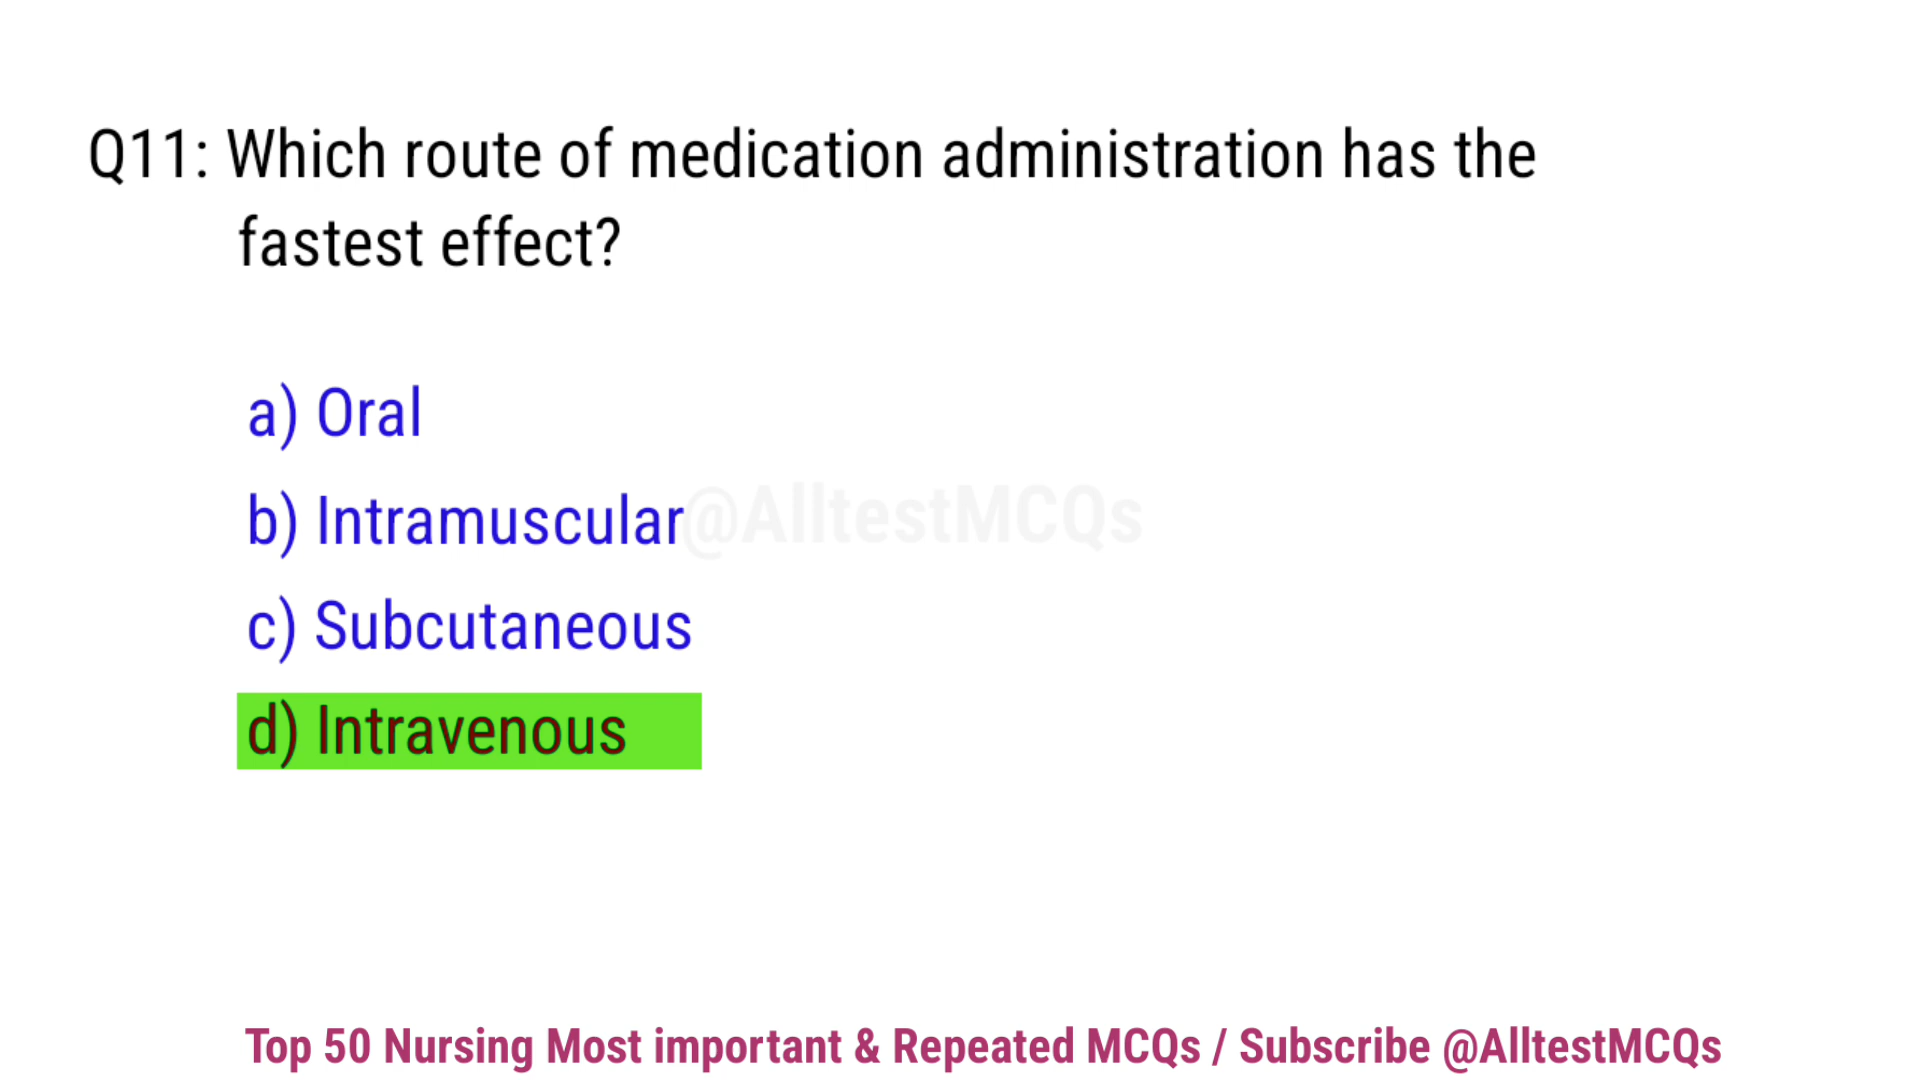 Q11: Which route of medication administration has the
fastest effect?
a) Oral
b) Intramuscular
@AlltestMCQs
c) Subcutaneous
d) Intravenous
Top 50 Nursing Most important & Repeated MCQs / Subscribe @AlltestMCQs